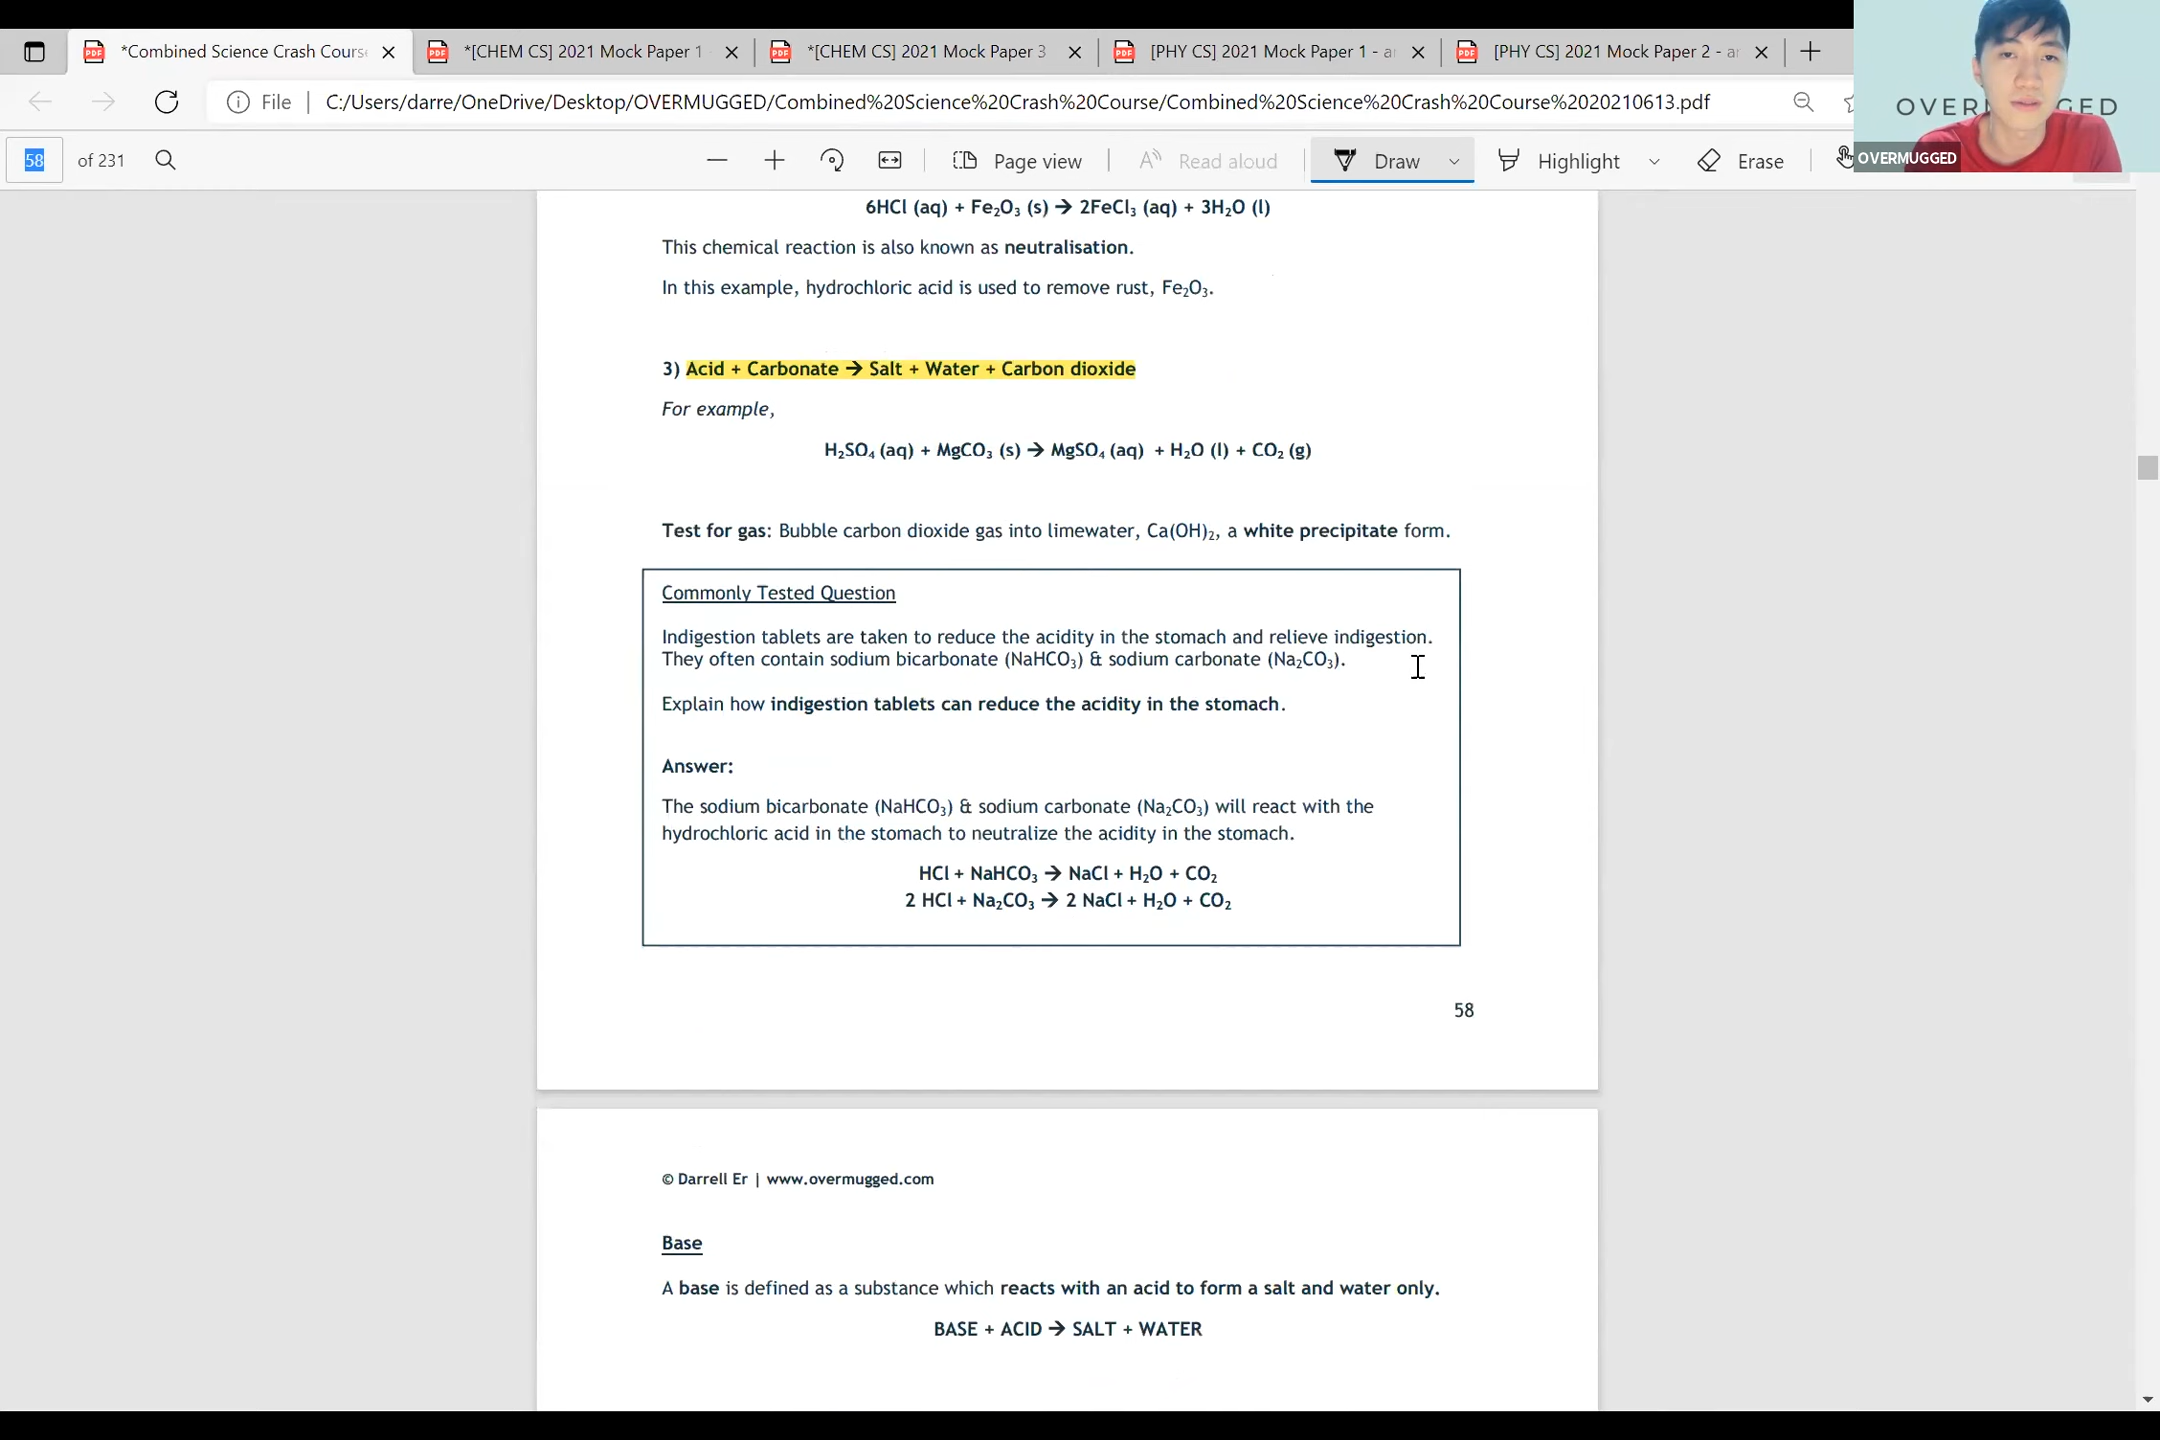 *Combined Science Crash Cours
*[CHEM CS] 2021 Mock Paper 1
*[CHEM CS] 2021 Mock Paper 3
[PHY CS] 2021 Mock Paper 1 - a
[PHY CS] 2021 Mock Paper 2 - a
File
C:/Users/darre/OneDrive/Desktop/OVERMUGGED/Combined%20Science%20Crash%20Course/Combined%20Science%20Crash%20Course%2020210613.pdf
58 of 231
Page view
Read aloud
Draw
Highlight
Erase
OVERMUGGED
6HCl (aq) + Fe₂O₃ (s) → 2FeCl₃ (aq) + 3H₂O (l)
This chemical reaction is also known as neutralisation.
In this example, hydrochloric acid is used to remove rust, Fe₂O₃.
3) Acid + Carbonate → Salt + Water + Carbon dioxide
For example,
H₂SO₄ (aq) + MgCO₃ (s) → MgSO₄ (aq) + H₂O (l) + CO₂ (g)
Test for gas: Bubble carbon dioxide gas into limewater, Ca(OH)₂, a white precipitate form.
Commonly Tested Question
Indigestion tablets are taken to reduce the acidity in the stomach and relieve indigestion.
They often contain sodium bicarbonate (NaHCO₃) & sodium carbonate (Na₂CO₃).
Explain how indigestion tablets can reduce the acidity in the stomach.
Answer:
The sodium bicarbonate (NaHCO₃) & sodium carbonate (Na₂CO₃) will react with the
hydrochloric acid in the stomach to neutralize the acidity in the stomach.
HCl + NaHCO₃ → NaCl + H₂O + CO₂
2 HCl + Na₂CO₃ → 2 NaCl + H₂O + CO₂
58
© Darrell Er | www.overmugged.com
Base
A base is defined as a substance which reacts with an acid to form a salt and water only.
BASE + ACID → SALT + WATER